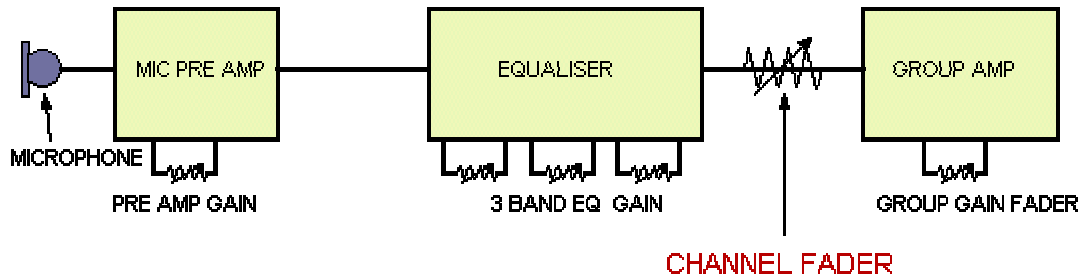 MIC PRE AMP
EQUALISER
GROUP AMP
MICROPHONE
PRE AMP GAIN
3 BAND EQ GAIN
GROUP GAIN FADER
CHANNEL FADER